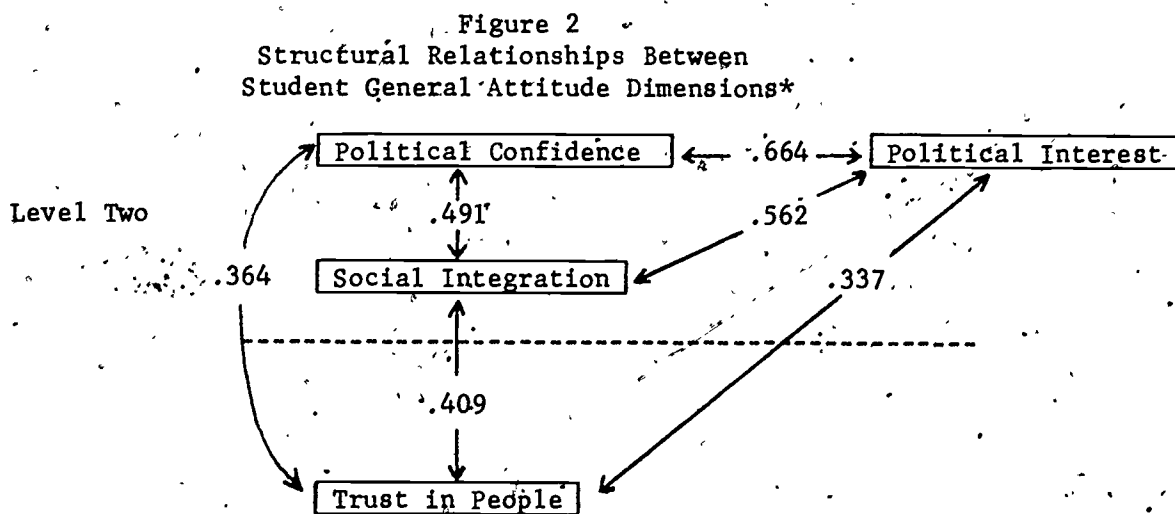 Figure 2
Structural Relationships Between
Student General Attitude Dimensions*
Political Confidence .664 Political Interest
Level Two .491 .562
.364 Social Integration .337
.409
Trust in People